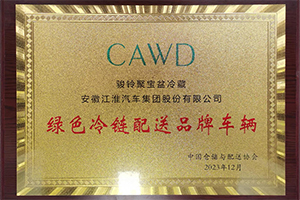 CAWD
骏铃聚宝盆冷藏
安徽江淮汽车集团股份有限公司
绿色冷链配送品牌车辆
中国仓储与配送协会
2023年12月